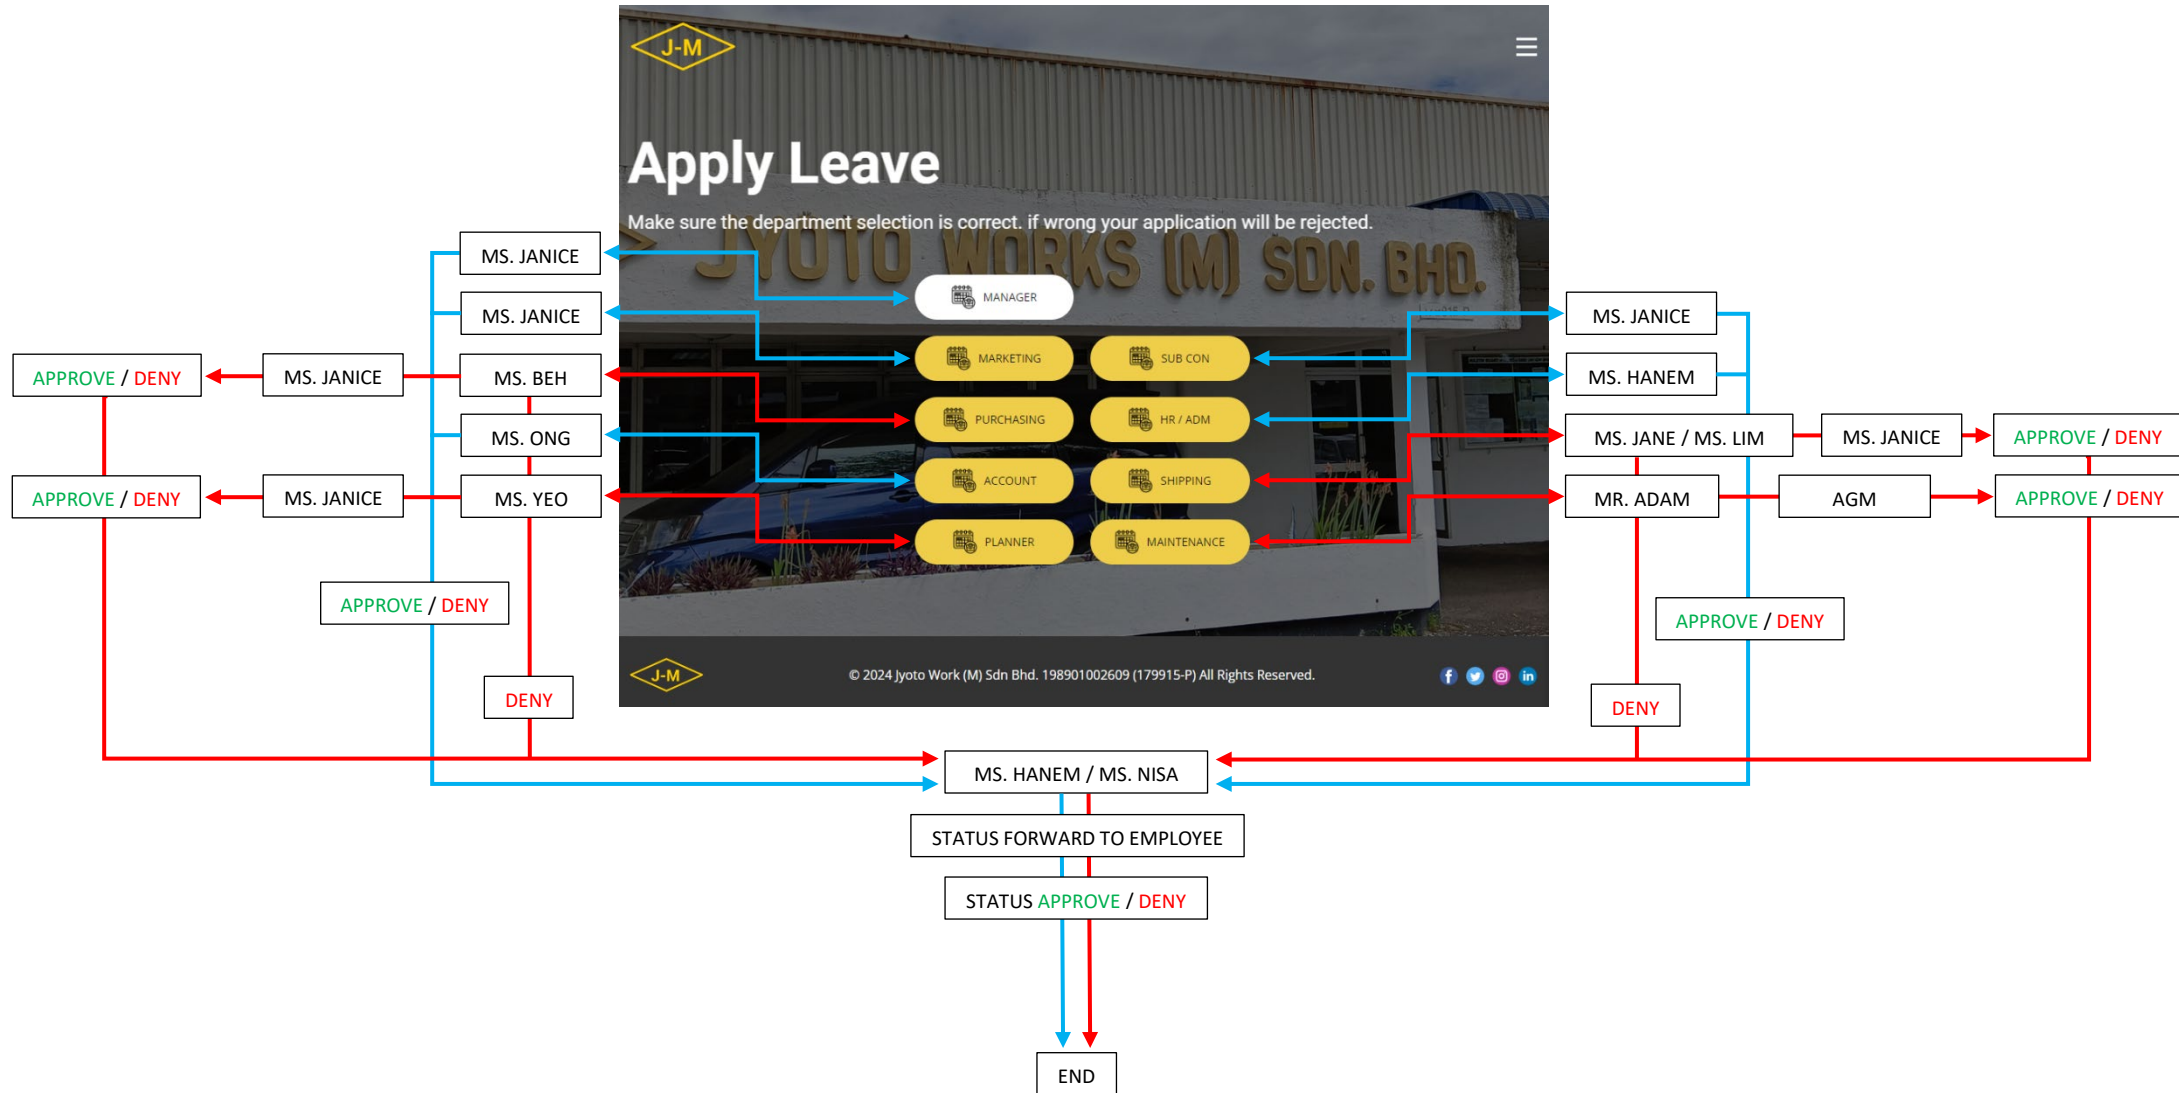 J-M
Apply Leave
Make sure the department selection is correct. if wrong your application will be rejected.
JYOTO WORKS (M) SDN. BHD.
MS. JANICE
MANAGER
MS. JANICE
MS. JANICE
MARKETING
SUB CON
APPROVE / DENY
MS. JANICE
MS. BEH
MS. HANEM
PURCHASING
HR / ADM
MS. ONG
MS. JANE / MS. LIM
MS. JANICE
APPROVE / DENY
ACCOUNT
SHIPPING
APPROVE / DENY
MS. JANICE
MS. YEO
MR. ADAM
AGM
APPROVE / DENY
PLANNER
MAINTENANCE
APPROVE / DENY
APPROVE / DENY
J-M
© 2024 Jyoto Work (M) Sdn Bhd. 198901002609 (179915-P) All Rights Reserved.
DENY
DENY
MS. HANEM / MS. NISA
STATUS FORWARD TO EMPLOYEE
STATUS APPROVE / DENY
END